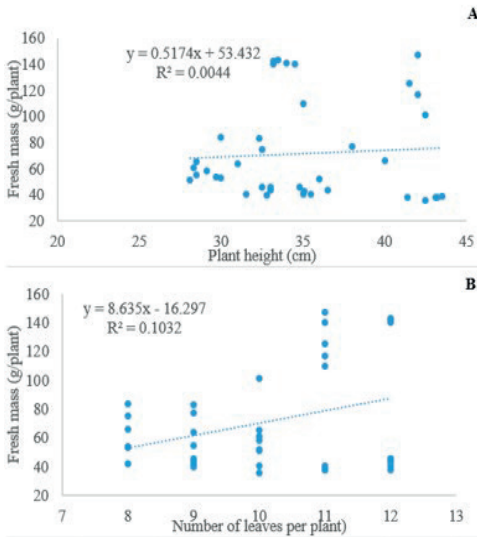 A
y = 0.5174x + 53.432
R² = 0.0044
Fresh mass (g/plant)
160
140
120
100
80
60
40
20
20 25 30 35 40 45
Plant height (cm)
B
y = 8.635x - 16.297
R² = 0.1032
Fresh mass (g/plant)
160
140
120
100
80
60
40
20
7 8 9 10 11 12 13
Number of leaves per plant)